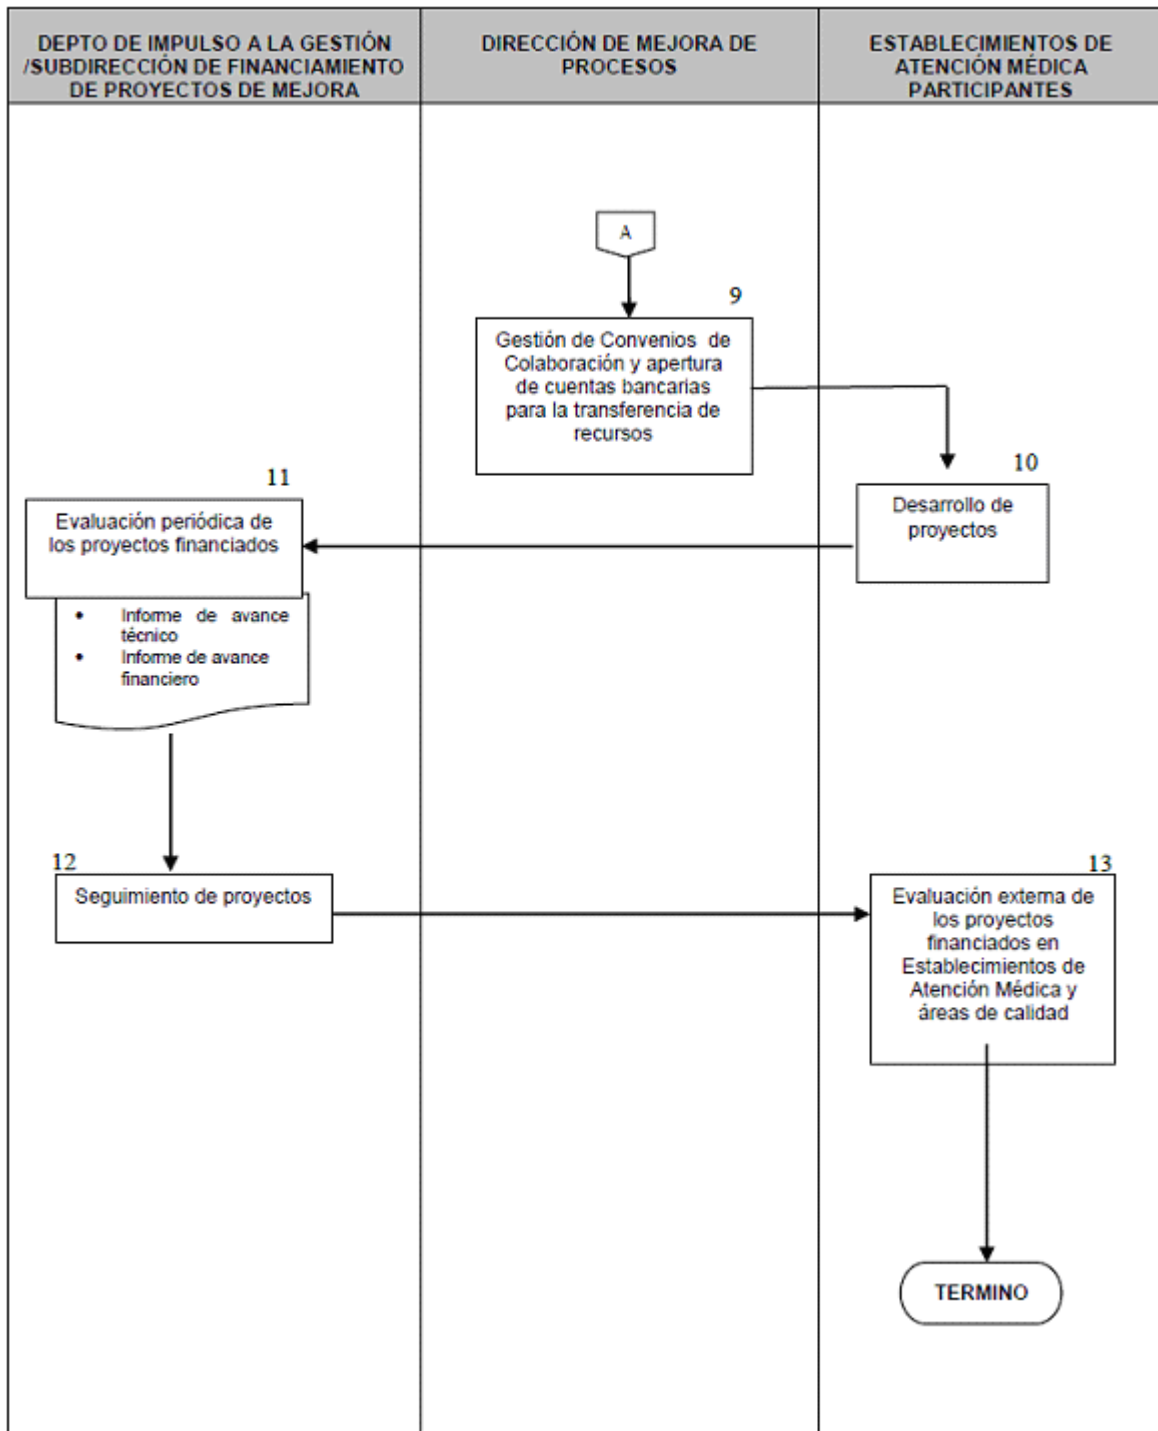 DEPTO DE IMPULSO A LA GESTIÓN
/SUBDIRECCIÓN DE FINANCIAMIENTO
DE PROYECTOS DE MEJORA
DIRECCIÓN DE MEJORA DE
PROCESOS
ESTABLECIMIENTOS DE
ATENCIÓN MÉDICA
PARTICIPANTES
A
9
Gestión de Convenios de
Colaboración y apertura
de cuentas bancarias
para la transferencia de
recursos
10
Desarrollo de
proyectos
11
Evaluación periódica de
los proyectos financiados
• Informe de avance
técnico
• Informe de avance
financiero
12
Seguimiento de proyectos
13
Evaluación externa de
los proyectos
financiados en
Establecimientos de
Atención Médica y
áreas de calidad
TERMINO